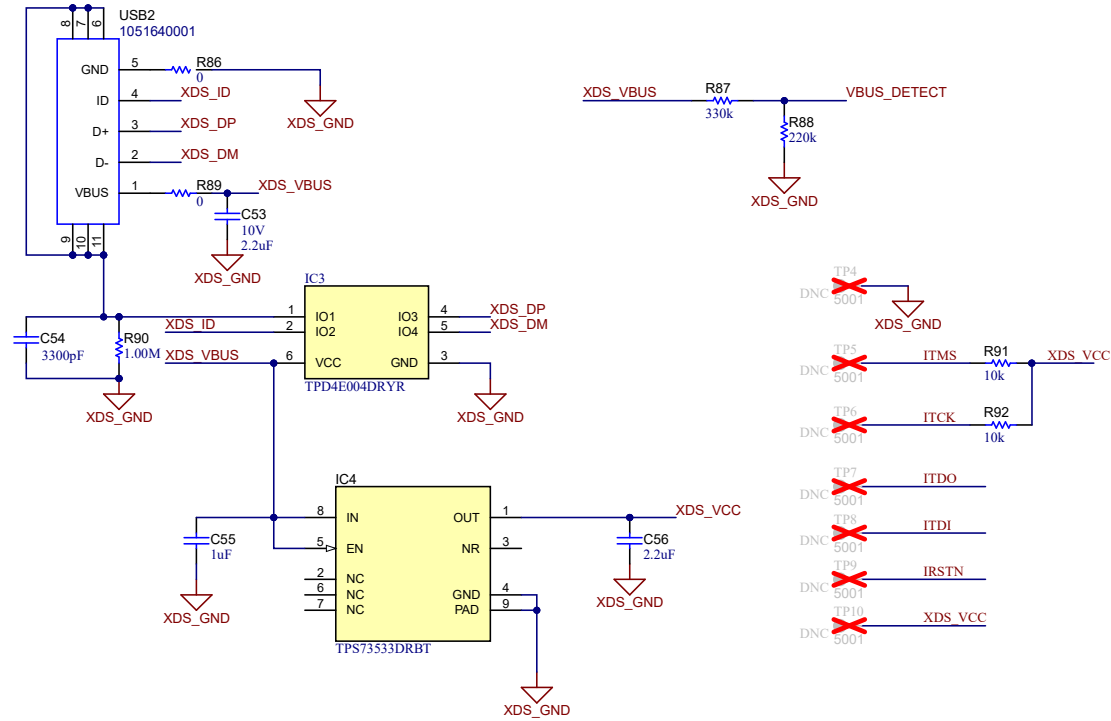 USB2
1051640001
8
7
6
GND 5
R86
0
ID 4 XDS_ID
XDS_GND
D+ 3 XDS_DP
D- 2 XDS_DM
VBUS 1
R89
0
XDS_VBUS
C53
10V
2.2uF
XDS_GND
9
10
11
XDS_VBUS
R87
330k
VBUS_DETECT
R88
220k
XDS_GND
IC3
1 IO1 IO3 4 XDS_DP
XDS_ID 2 IO2 IO4 5 XDS_DM
XDS_VBUS 6 VCC GND 3
TPD4E004DRYR
XDS_GND
C54
3300pF
R90
1.00M
XDS_GND
TP4
DNC
5001
XDS_GND
TP5
DNC
5001
ITMS
R91
10k
XDS_VCC
TP6
DNC
5001
ITCK
R92
10k
TP7
DNC
5001
ITDO
TP8
DNC
5001
ITDI
TP9
DNC
5001
IRSTN
TP10
DNC
5001
XDS_VCC
IC4
8 IN OUT 1 XDS_VCC
5 EN NR 3
2 NC
6 NC GND 4
7 NC PAD 9
TPS73533DRBT
C55
1uF
XDS_GND
C56
2.2uF
XDS_GND
XDS_GND